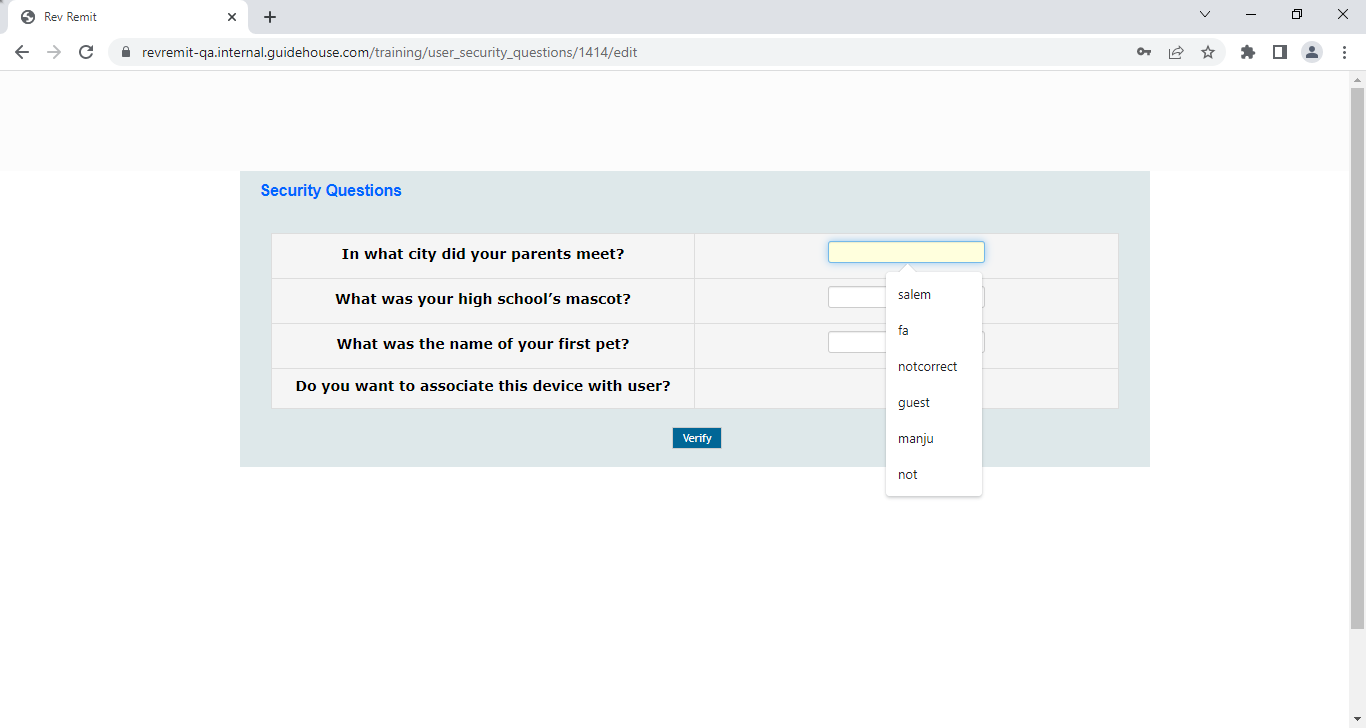 Rev Remit
revremit-qa.internal.guidehouse.com/training/user_security_questions/1414/edit
Security Questions
In what city did your parents meet?
What was your high school’s mascot?
What was the name of your first pet?
Do you want to associate this device with user?
salem
fa
notcorrect
guest
manju
not
Verify